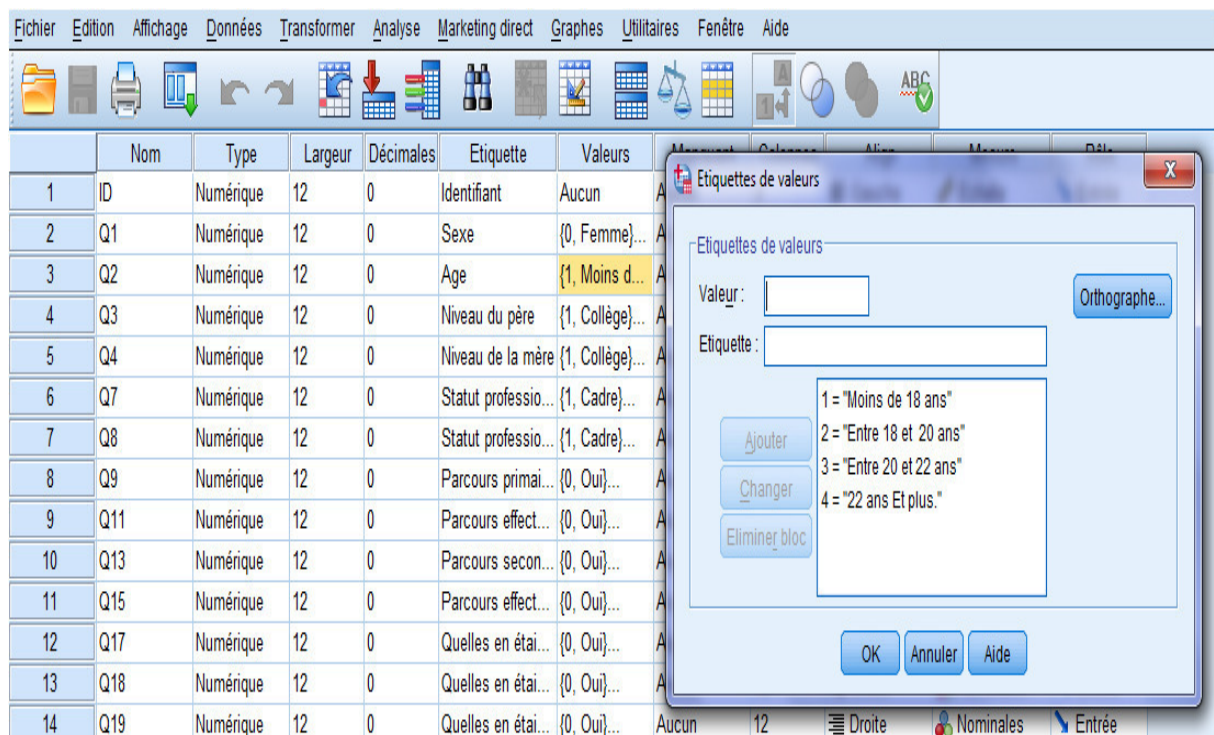 Fichier Edition Affichage Données Transformer Analyse Marketing direct Graphes Utilitaires Fenêtre Aide
A 1 ABC
Nom Type Largeur Décimales Etiquette Valeurs Manquant Colonnes Align Mesure Rôle
1 ID Numérique 12 0 Identifiant Aucun A
2 Q1 Numérique 12 0 Sexe {0, Femme}... A
3 Q2 Numérique 12 0 Age {1, Moins d... A
4 Q3 Numérique 12 0 Niveau du père {1, Collège}... A
5 Q4 Numérique 12 0 Niveau de la mère {1, Collège}... A
6 Q7 Numérique 12 0 Statut professio... {1, Cadre}... A
7 Q8 Numérique 12 0 Statut professio... {1, Cadre}... A
8 Q9 Numérique 12 0 Parcours primai... {0, Oui}... A
9 Q11 Numérique 12 0 Parcours effect... {0, Oui}... A
10 Q13 Numérique 12 0 Parcours secon... {0, Oui}... A
11 Q15 Numérique 12 0 Parcours effect... {0, Oui}... A
12 Q17 Numérique 12 0 Quelles en étai... {0, Oui}... A
13 Q18 Numérique 12 0 Quelles en étai... {0, Oui}... A
14 Q19 Numérique 12 0 Quelles en étai... {0, Oui}... Aucun 12 Droite Nominales Entrée
Etiquettes de valeurs X
Etiquettes de valeurs
Valeur : Orthographe...
Etiquette :
1 = "Moins de 18 ans"
2 = "Entre 18 et 20 ans"
3 = "Entre 20 et 22 ans"
4 = "22 ans Et plus."
Ajouter
Changer
Eliminer bloc
OK Annuler Aide